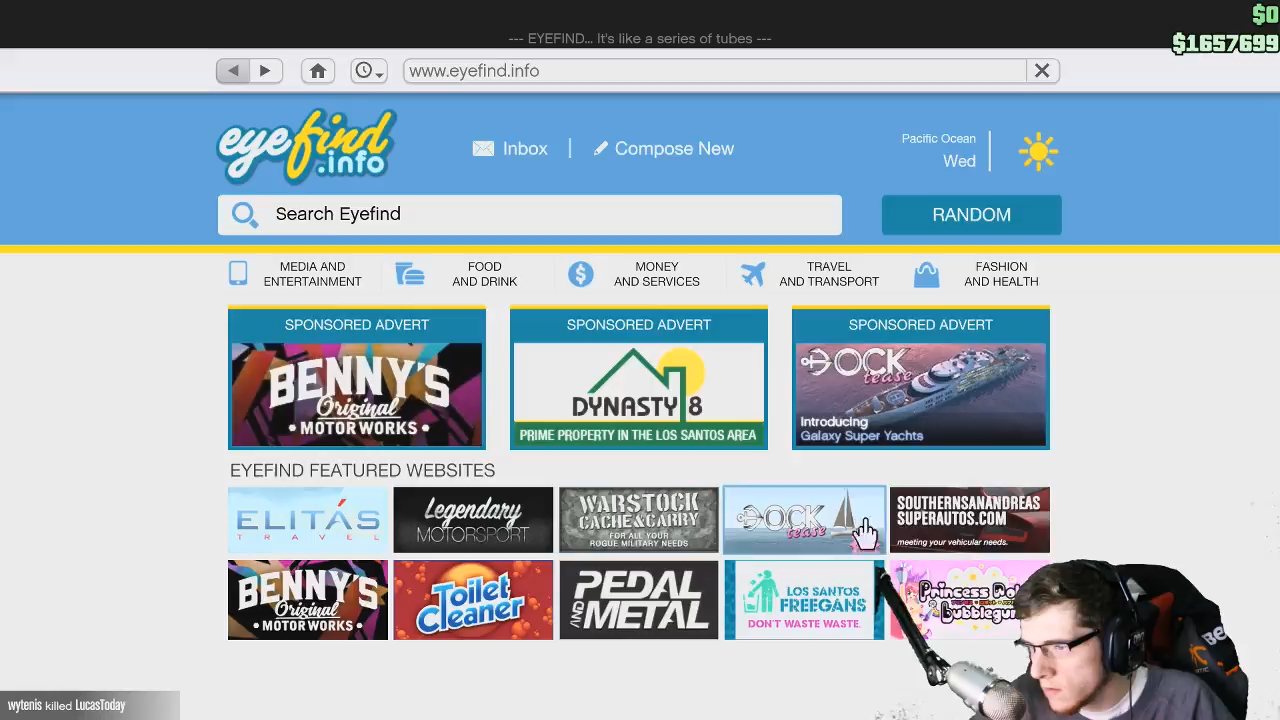 $0
$1657699
--- EYEFIND... It's like a series of tubes ---
www.eyefind.info
eyefind
.info
Inbox
Compose New
Pacific Ocean
Wed
Search Eyefind
RANDOM
MEDIA AND
ENTERTAINMENT
FOOD
AND DRINK
MONEY
AND SERVICES
TRAVEL
AND TRANSPORT
FASHION
AND HEALTH
SPONSORED ADVERT
BENNY'S
Original
• MOTOR WORKS •
SPONSORED ADVERT
DYNASTY 8
PRIME PROPERTY IN THE LOS SANTOS AREA
SPONSORED ADVERT
DOCK
tease
Introducing
Galaxy Super Yachts
EYEFIND FEATURED WEBSITES
ELITÁS
TRAVEL
Legendary
MOTORSPORT
WARSTOCK
CACHE & CARRY
FOR ALL YOUR
ROGUE MILITARY NEEDS
DOCK
tease
SOUTHERNSANANDREAS
SUPERAUTOS.COM
meeting your vehicular needs.
BENNY'S
Original
• MOTOR WORKS •
Toilet
Cleaner
PEDAL
AND METAL
LOS SANTOS
FREEGANS
DON'T WASTE WASTE.
Princess
wytenis killed LucasToday